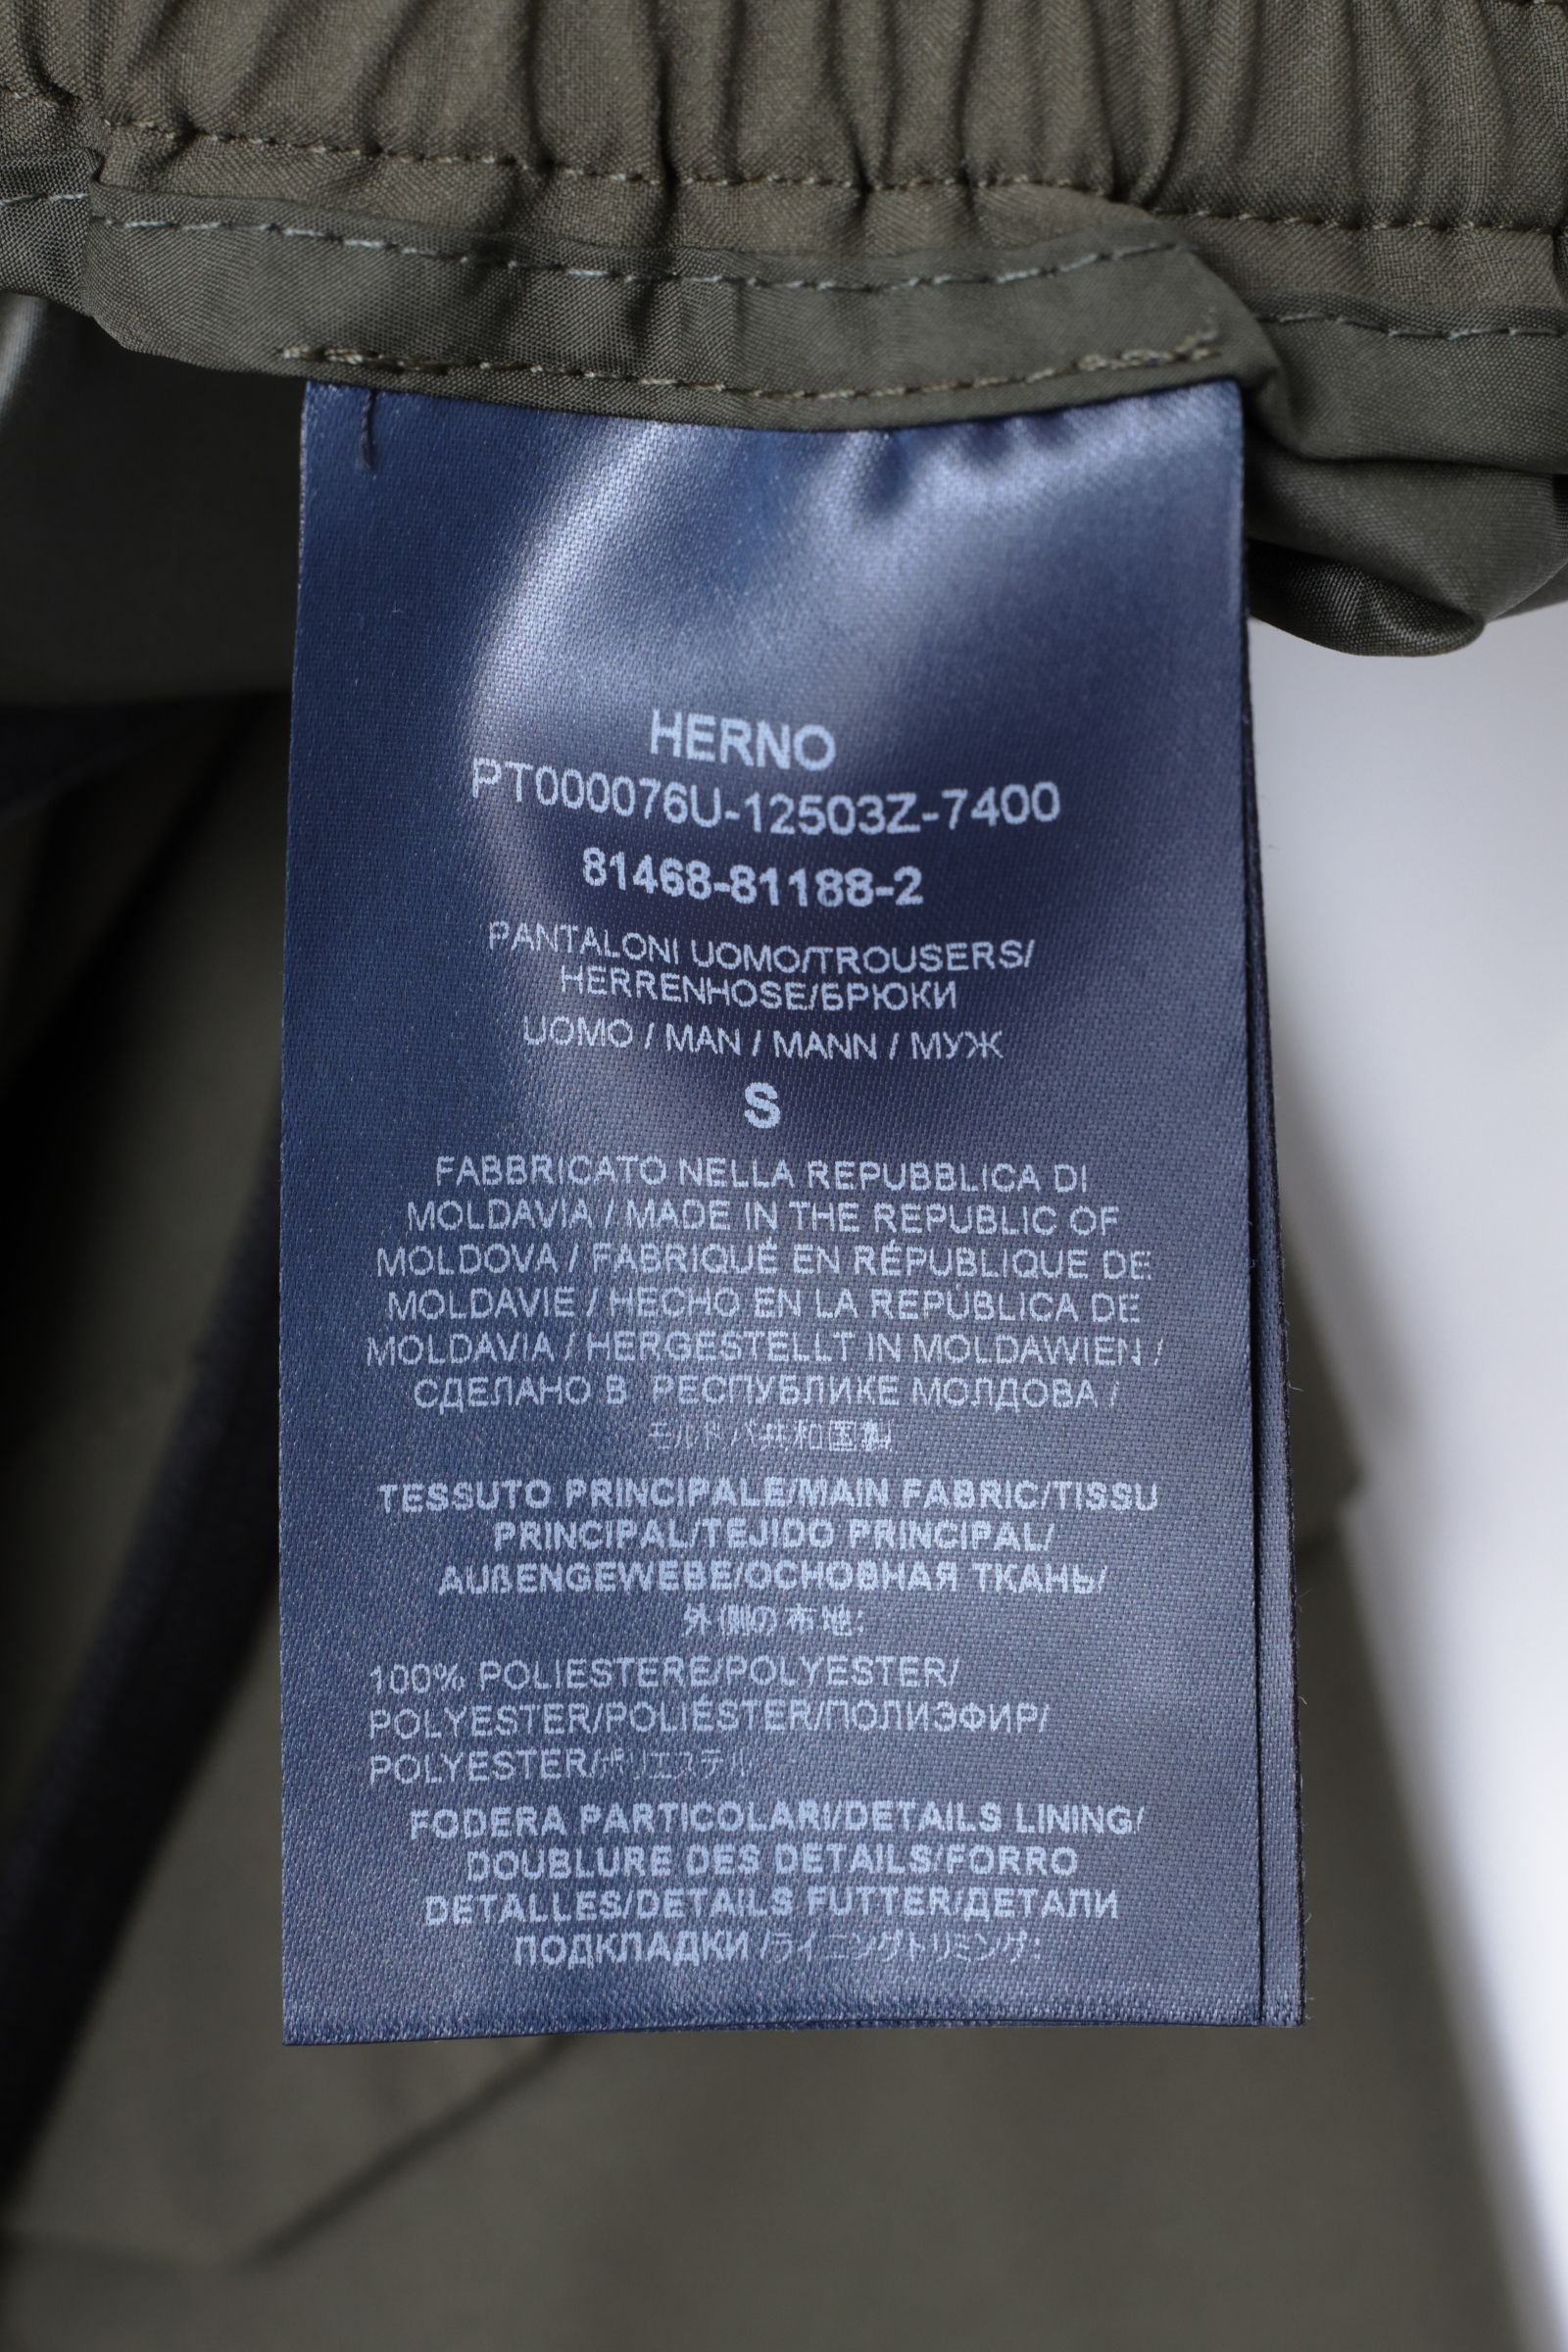 HERNO
PT000076U-12503Z-7400
81468-81188-2
PANTALONI UOMO/TROUSERS/
HERRENHOSE/БРЮКИ
UOMO / MAN / MANN / МУЖ
S
FABBRICATO NELLA REPUBBLICA DI
MOLDAVIA / MADE IN THE REPUBLIC OF
MOLDOVA / FABRIQUÉ EN RÉPUBLIQUE DE
MOLDAVIE / HECHO EN LA REPÚBLICA DE
MOLDAVIA / HERGESTELLT IN MOLDAWIEN /
СДЕЛАНО В РЕСПУБЛИКЕ МОЛДОВА /
モルドバ共和国製
TESSUTO PRINCIPALE/MAIN FABRIC/TISSU
PRINCIPAL/TEJIDO PRINCIPAL/
AUßENGEWEBE/ОСНОВНАЯ ТКАНЬ/
外側の布地:
100% POLIESTERE/POLYESTER/
POLYESTER/POLIÉSTER/ПОЛИЭФИР/
POLYESTER/ポリエステル
FODERA PARTICOLARI/DETAILS LINING/
DOUBLURE DES DETAILS/FORRO
DETALLES/DETAILS FUTTER/ДЕТАЛИ
ПОДКЛАДКИ /ライニングトリミング: